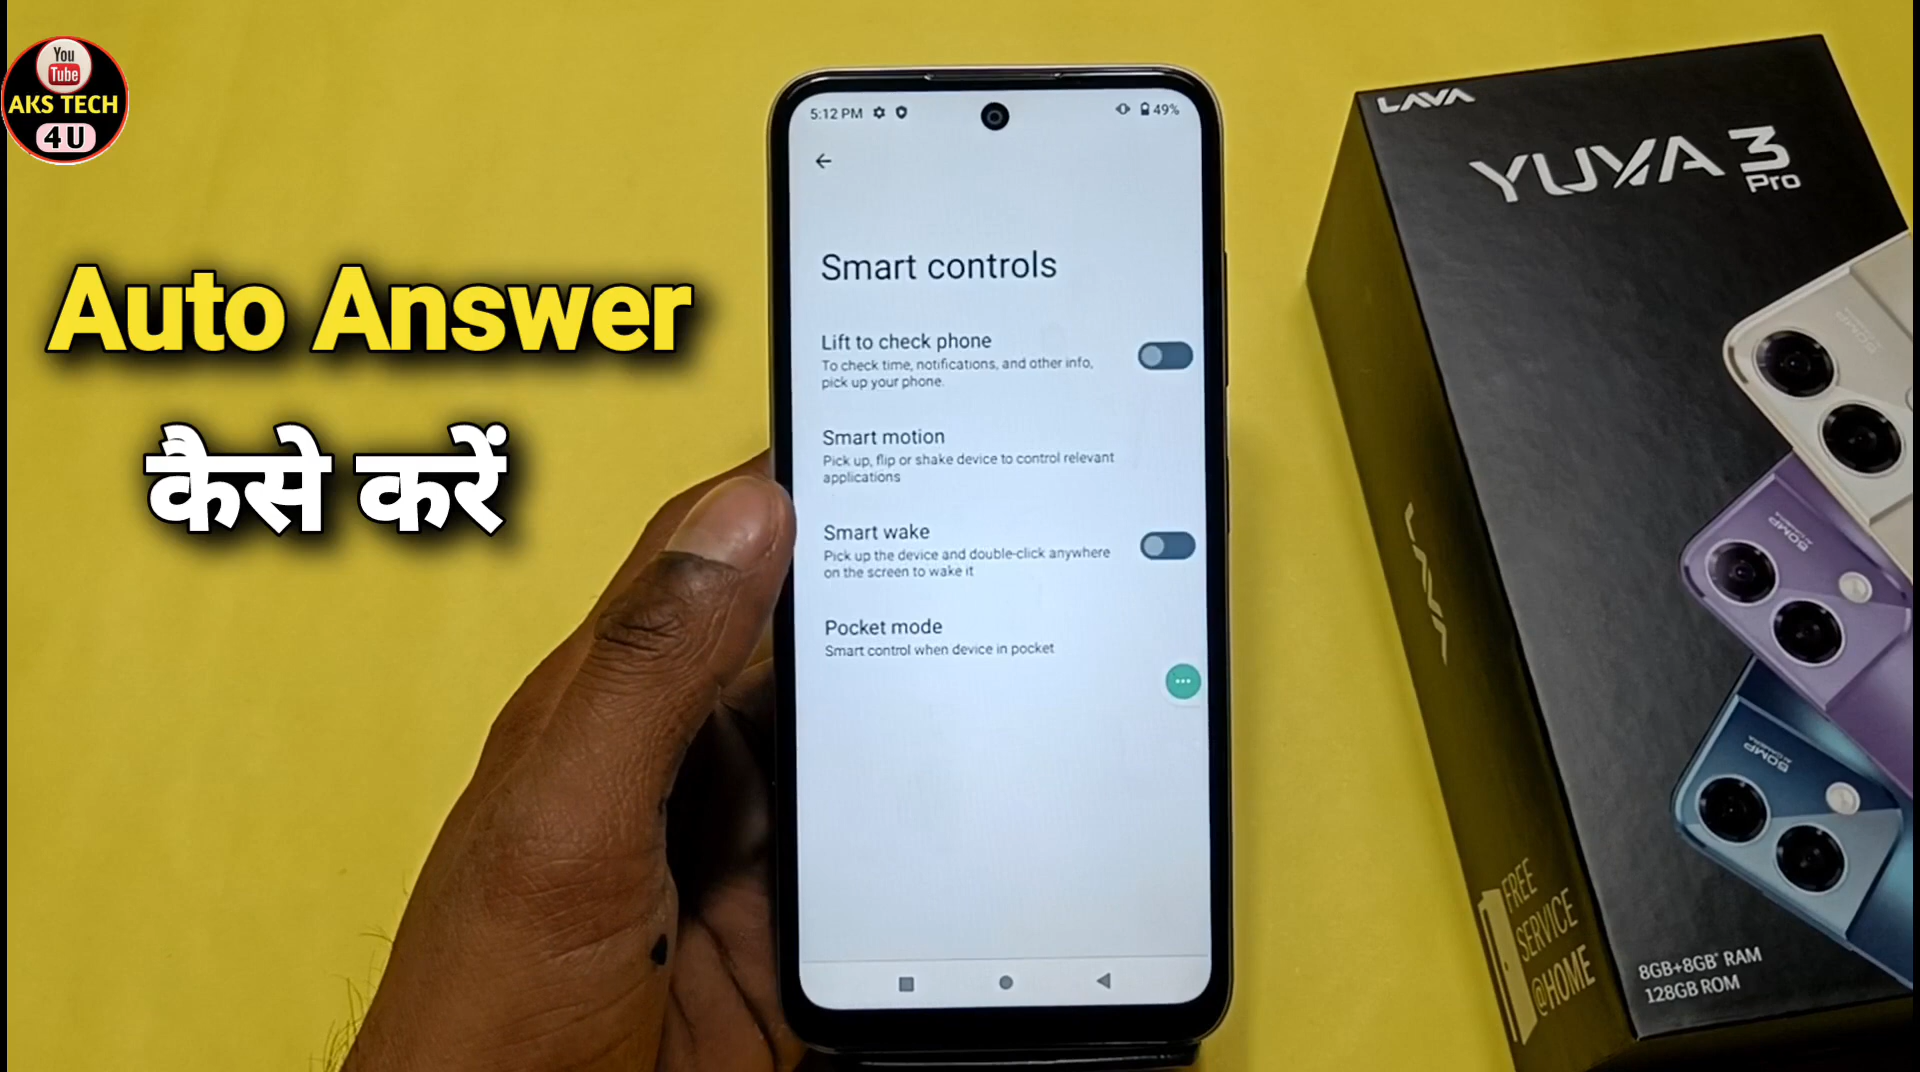 You
Tube
AKS TECH
4U
Auto Answer
कैसे करें
5:12 PM
49%
Smart controls
Lift to check phone
To check time, notifications, and other info,
pick up your phone.
Smart motion
Pick up, flip or shake device to control relevant
applications
Smart wake
Pick up the device and double-click anywhere
on the screen to wake it
Pocket mode
Smart control when device in pocket
LAVA
YUVA 3
Pro
LAVA
50MP
50MP
50MP
FREE
SERVICE
@HOME
8GB+8GB* RAM
128GB ROM